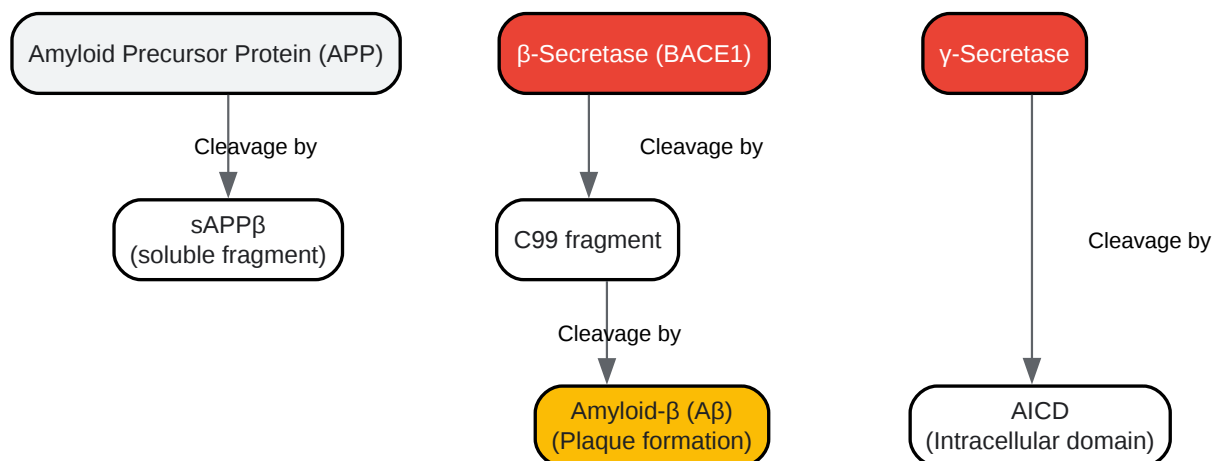 Amyloid Precursor Protein (APP)
β-Secretase (BACE1)
γ-Secretase
Cleavage by
Cleavage by
sAPPβ
(soluble fragment)
C99 fragment
Cleavage by
Cleavage by
Amyloid-β (Aβ)
(Plaque formation)
AICD
(Intracellular domain)